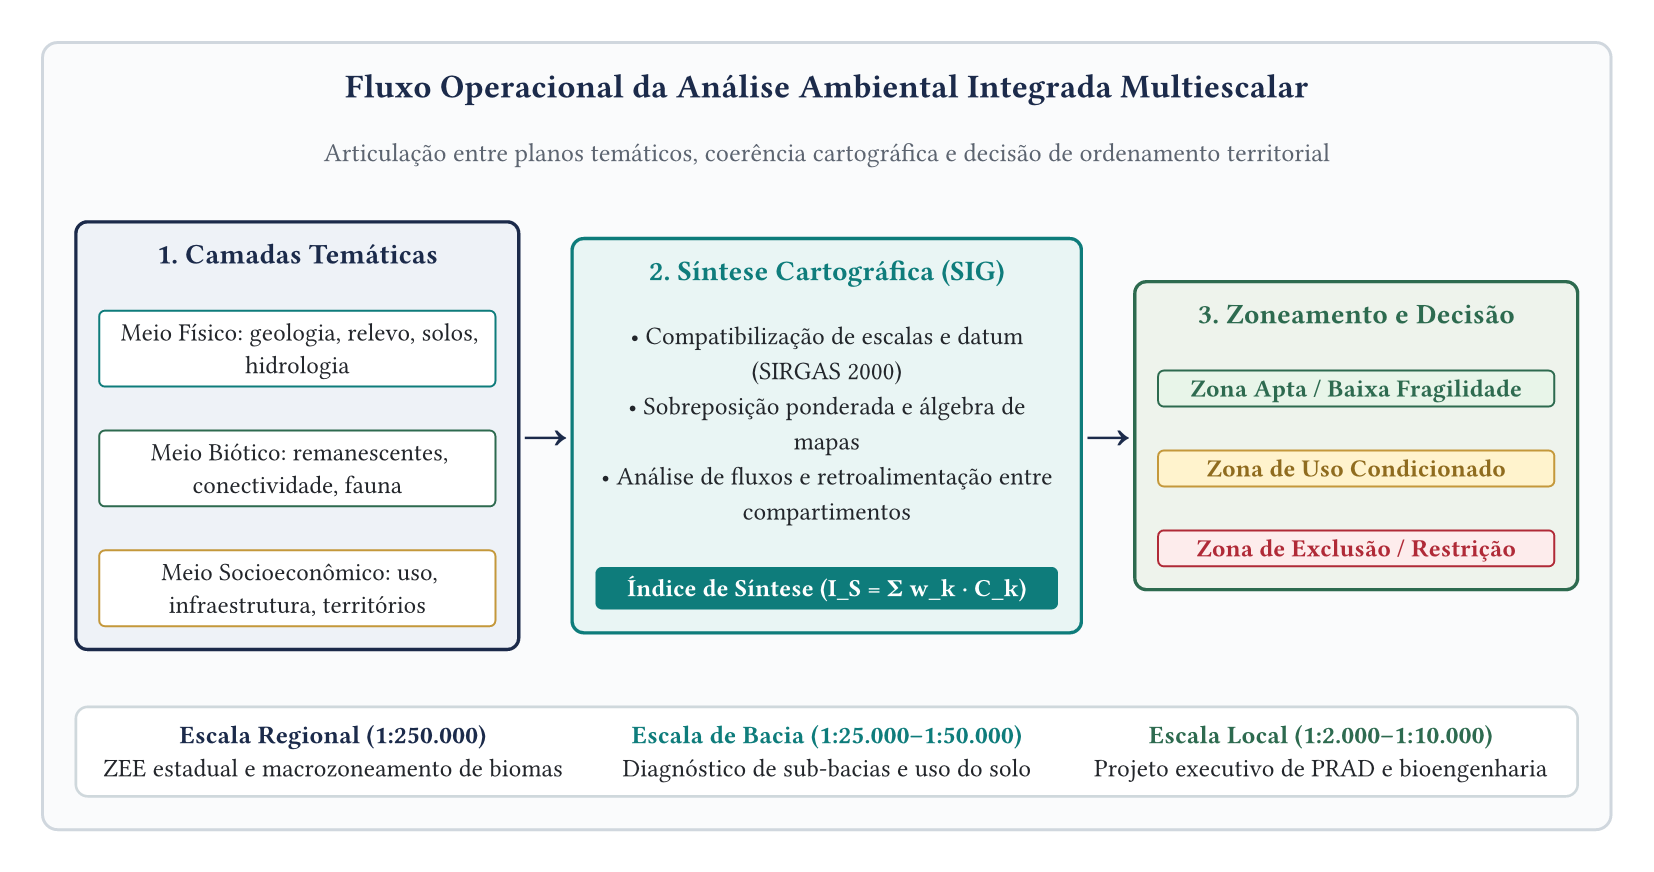 Fluxo Operacional da Análise Ambiental Integrada Multiescalar
Articulação entre planos temáticos, coerência cartográfica e decisão de ordenamento territorial
1. Camadas Temáticas
Meio Físico: geologia, relevo, solos,
hidrologia
Meio Biótico: remanescentes,
conectividade, fauna
Meio Socioeconômico: uso,
infraestrutura, territórios
→
2. Síntese Cartográfica (SIG)
• Compatibilização de escalas e datum
(SIRGAS 2000)
• Sobreposição ponderada e álgebra de
mapas
• Análise de fluxos e retroalimentação entre
compartimentos
Índice de Síntese (I_S = Σ w_k · C_k)
→
3. Zoneamento e Decisão
Zona Apta / Baixa Fragilidade
Zona de Uso Condicionado
Zona de Exclusão / Restrição
Escala Regional (1:250.000)
ZEE estadual e macrozoneamento de biomas
Escala de Bacia (1:25.000–1:50.000)
Diagnóstico de sub-bacias e uso do solo
Escala Local (1:2.000–1:10.000)
Projeto executivo de PRAD e bioengenharia